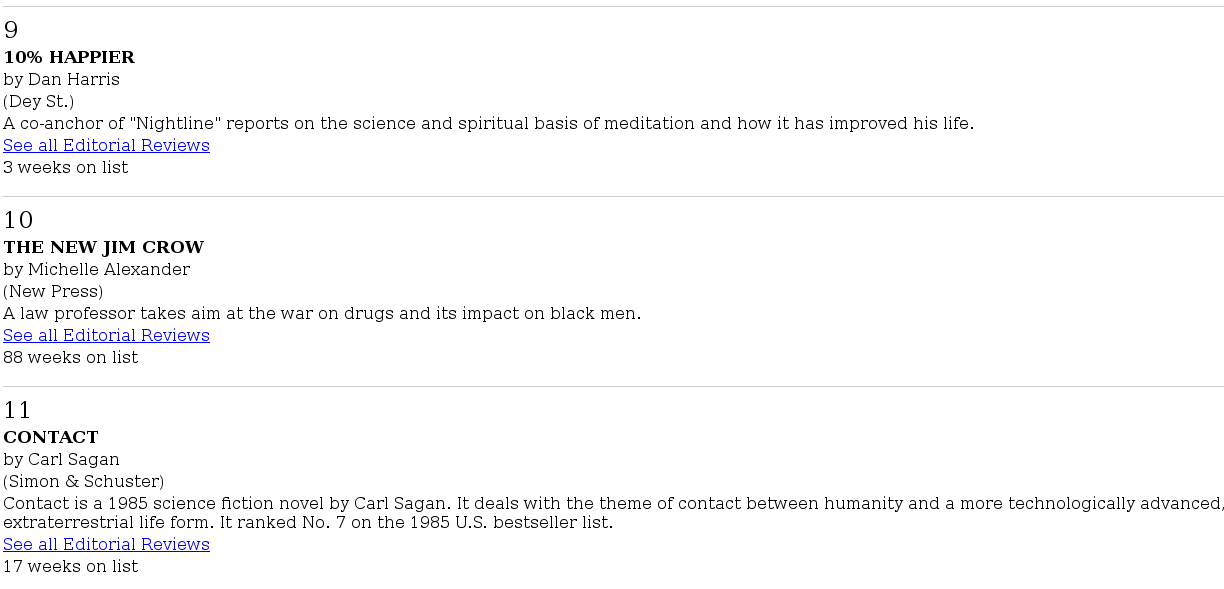 9
10% HAPPIER
by Dan Harris
(Dey St.)
A co-anchor of "Nightline" reports on the science and spiritual basis of meditation and how it has improved his life.
See all Editorial Reviews
3 weeks on list
10
THE NEW JIM CROW
by Michelle Alexander
(New Press)
A law professor takes aim at the war on drugs and its impact on black men.
See all Editorial Reviews
88 weeks on list
11
CONTACT
by Carl Sagan
(Simon & Schuster)
Contact is a 1985 science fiction novel by Carl Sagan. It deals with the theme of contact between humanity and a more technologically advanced,
extraterrestrial life form. It ranked No. 7 on the 1985 U.S. bestseller list.
See all Editorial Reviews
17 weeks on list